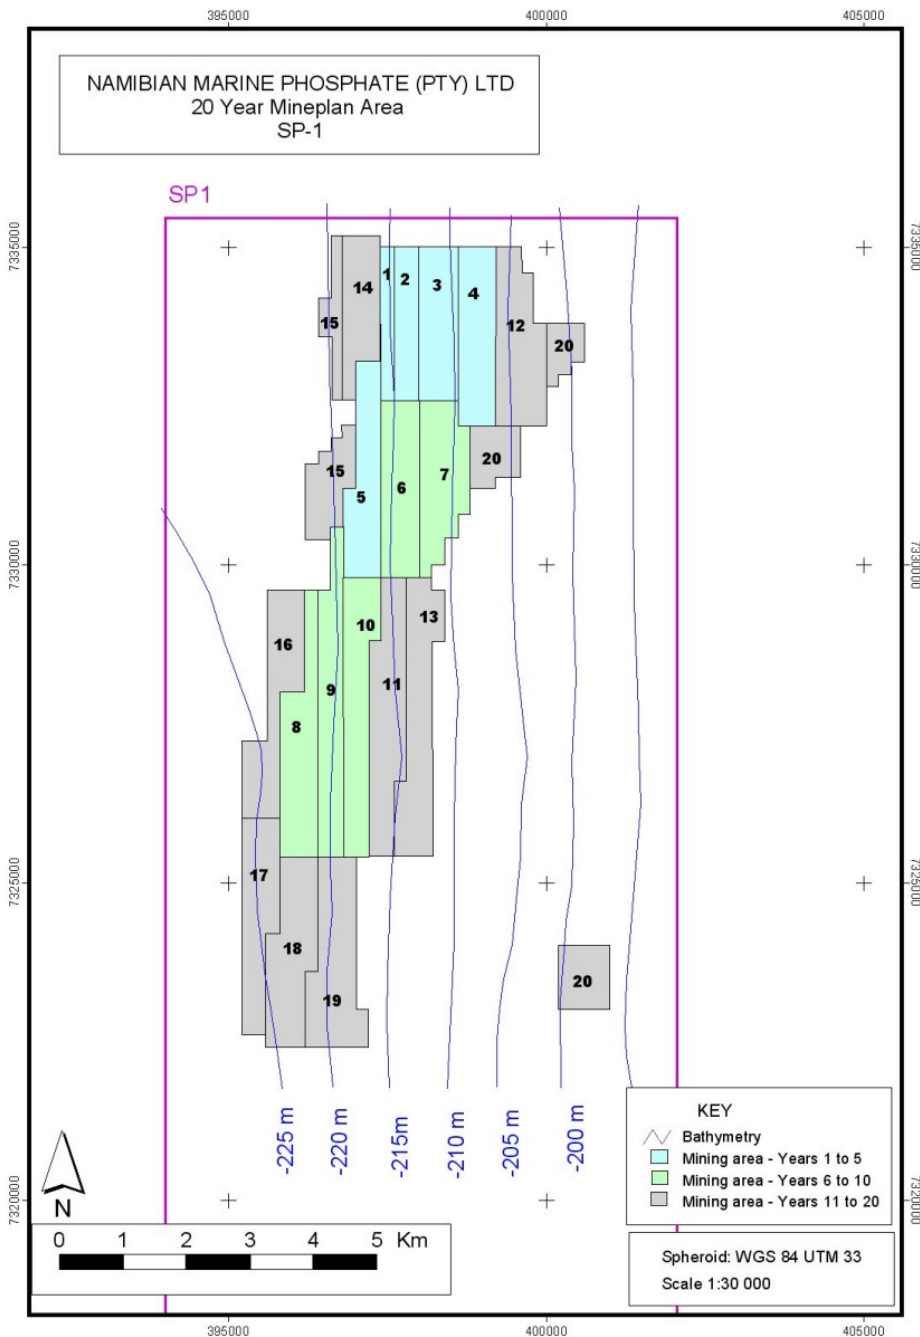 395000
400000
405000
NAMIBIAN MARINE PHOSPHATE (PTY) LTD
20 Year Mineplan Area
SP-1
SP1
7335000
7335000
1
2
3
4
14
15
12
20
15
5
6
7
20
7330000
7330000
16
10
13
9
11
8
17
7325000
7325000
18
19
20
-225 m
-220 m
-215m
-210 m
-205 m
-200 m
KEY
Bathymetry
Mining area - Years 1 to 5
Mining area - Years 6 to 10
Mining area - Years 11 to 20
N
7320000
7320000
0 1 2 3 4 5 Km
Spheroid: WGS 84 UTM 33
Scale 1:30 000
395000
400000
405000